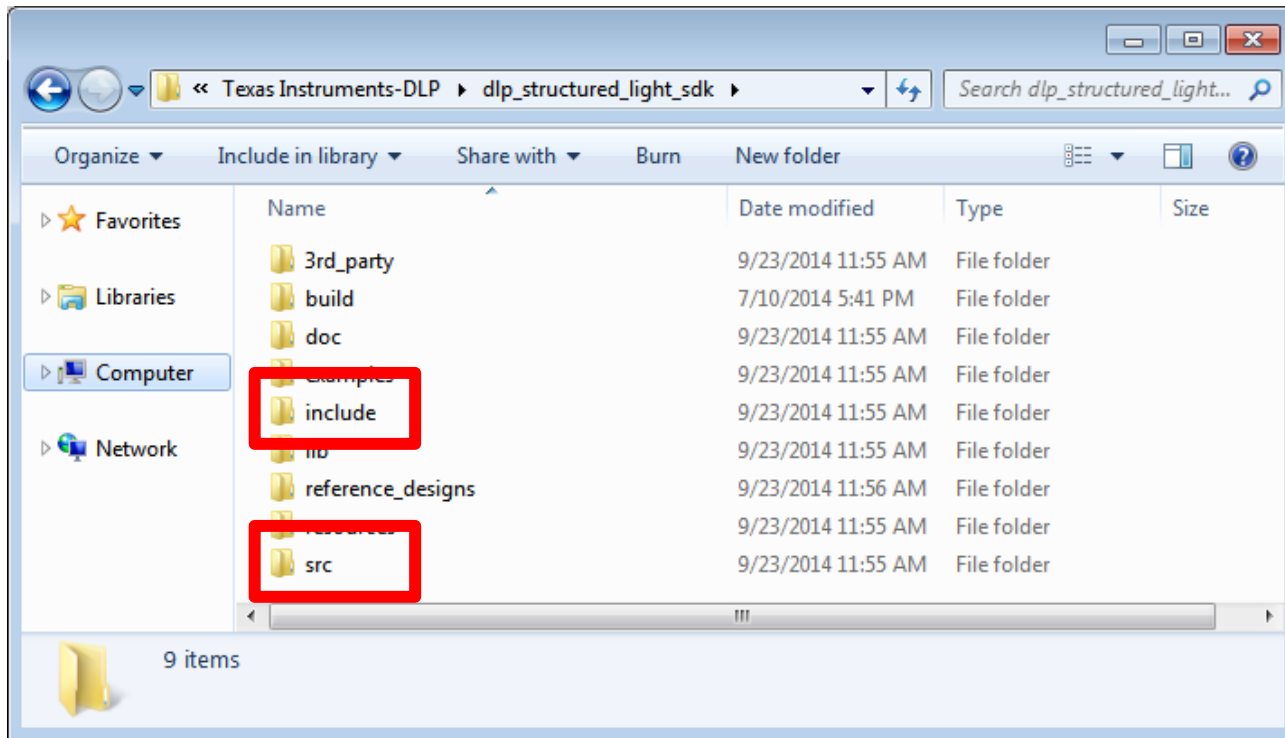 « Texas Instruments-DLP ▸ dlp_structured_light_sdk ▸ Search dlp_structured_light...
Organize Include in library Share with Burn New folder
Name Date modified Type Size
Favorites
Libraries
Computer
Network
3rd_party 9/23/2014 11:55 AM File folder
build 7/10/2014 5:41 PM File folder
doc 9/23/2014 11:55 AM File folder
examples 9/23/2014 11:55 AM File folder
include 9/23/2014 11:55 AM File folder
lib 9/23/2014 11:55 AM File folder
reference_designs 9/23/2014 11:56 AM File folder
resources 9/23/2014 11:55 AM File folder
src 9/23/2014 11:55 AM File folder
9 items